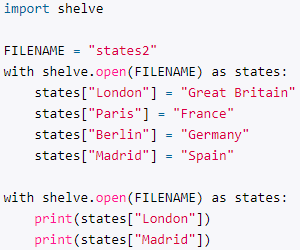 import shelve

FILENAME = "states2"
with shelve.open(FILENAME) as states:
    states["London"] = "Great Britain"
    states["Paris"] = "France"
    states["Berlin"] = "Germany"
    states["Madrid"] = "Spain"

with shelve.open(FILENAME) as states:
    print(states["London"])
    print(states["Madrid"])